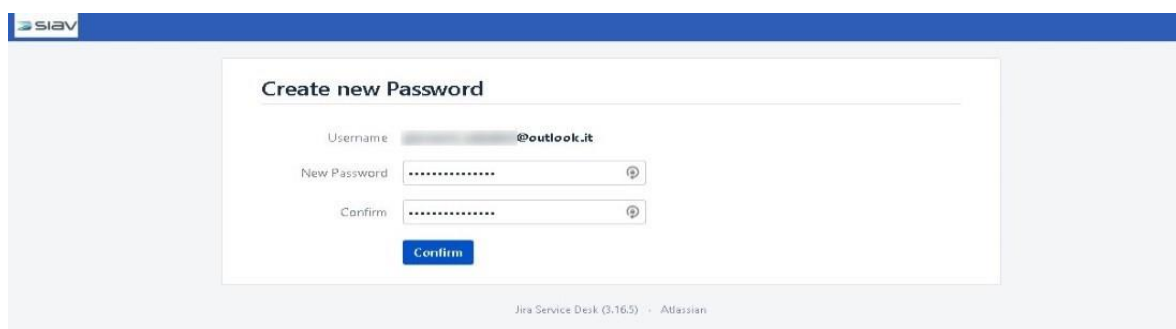 siav
Create new Password
Username @outlook.it
New Password •••••••••••••••
Confirm •••••••••••••••
Confirm
Jira Service Desk (3.16.5) · Atlassian